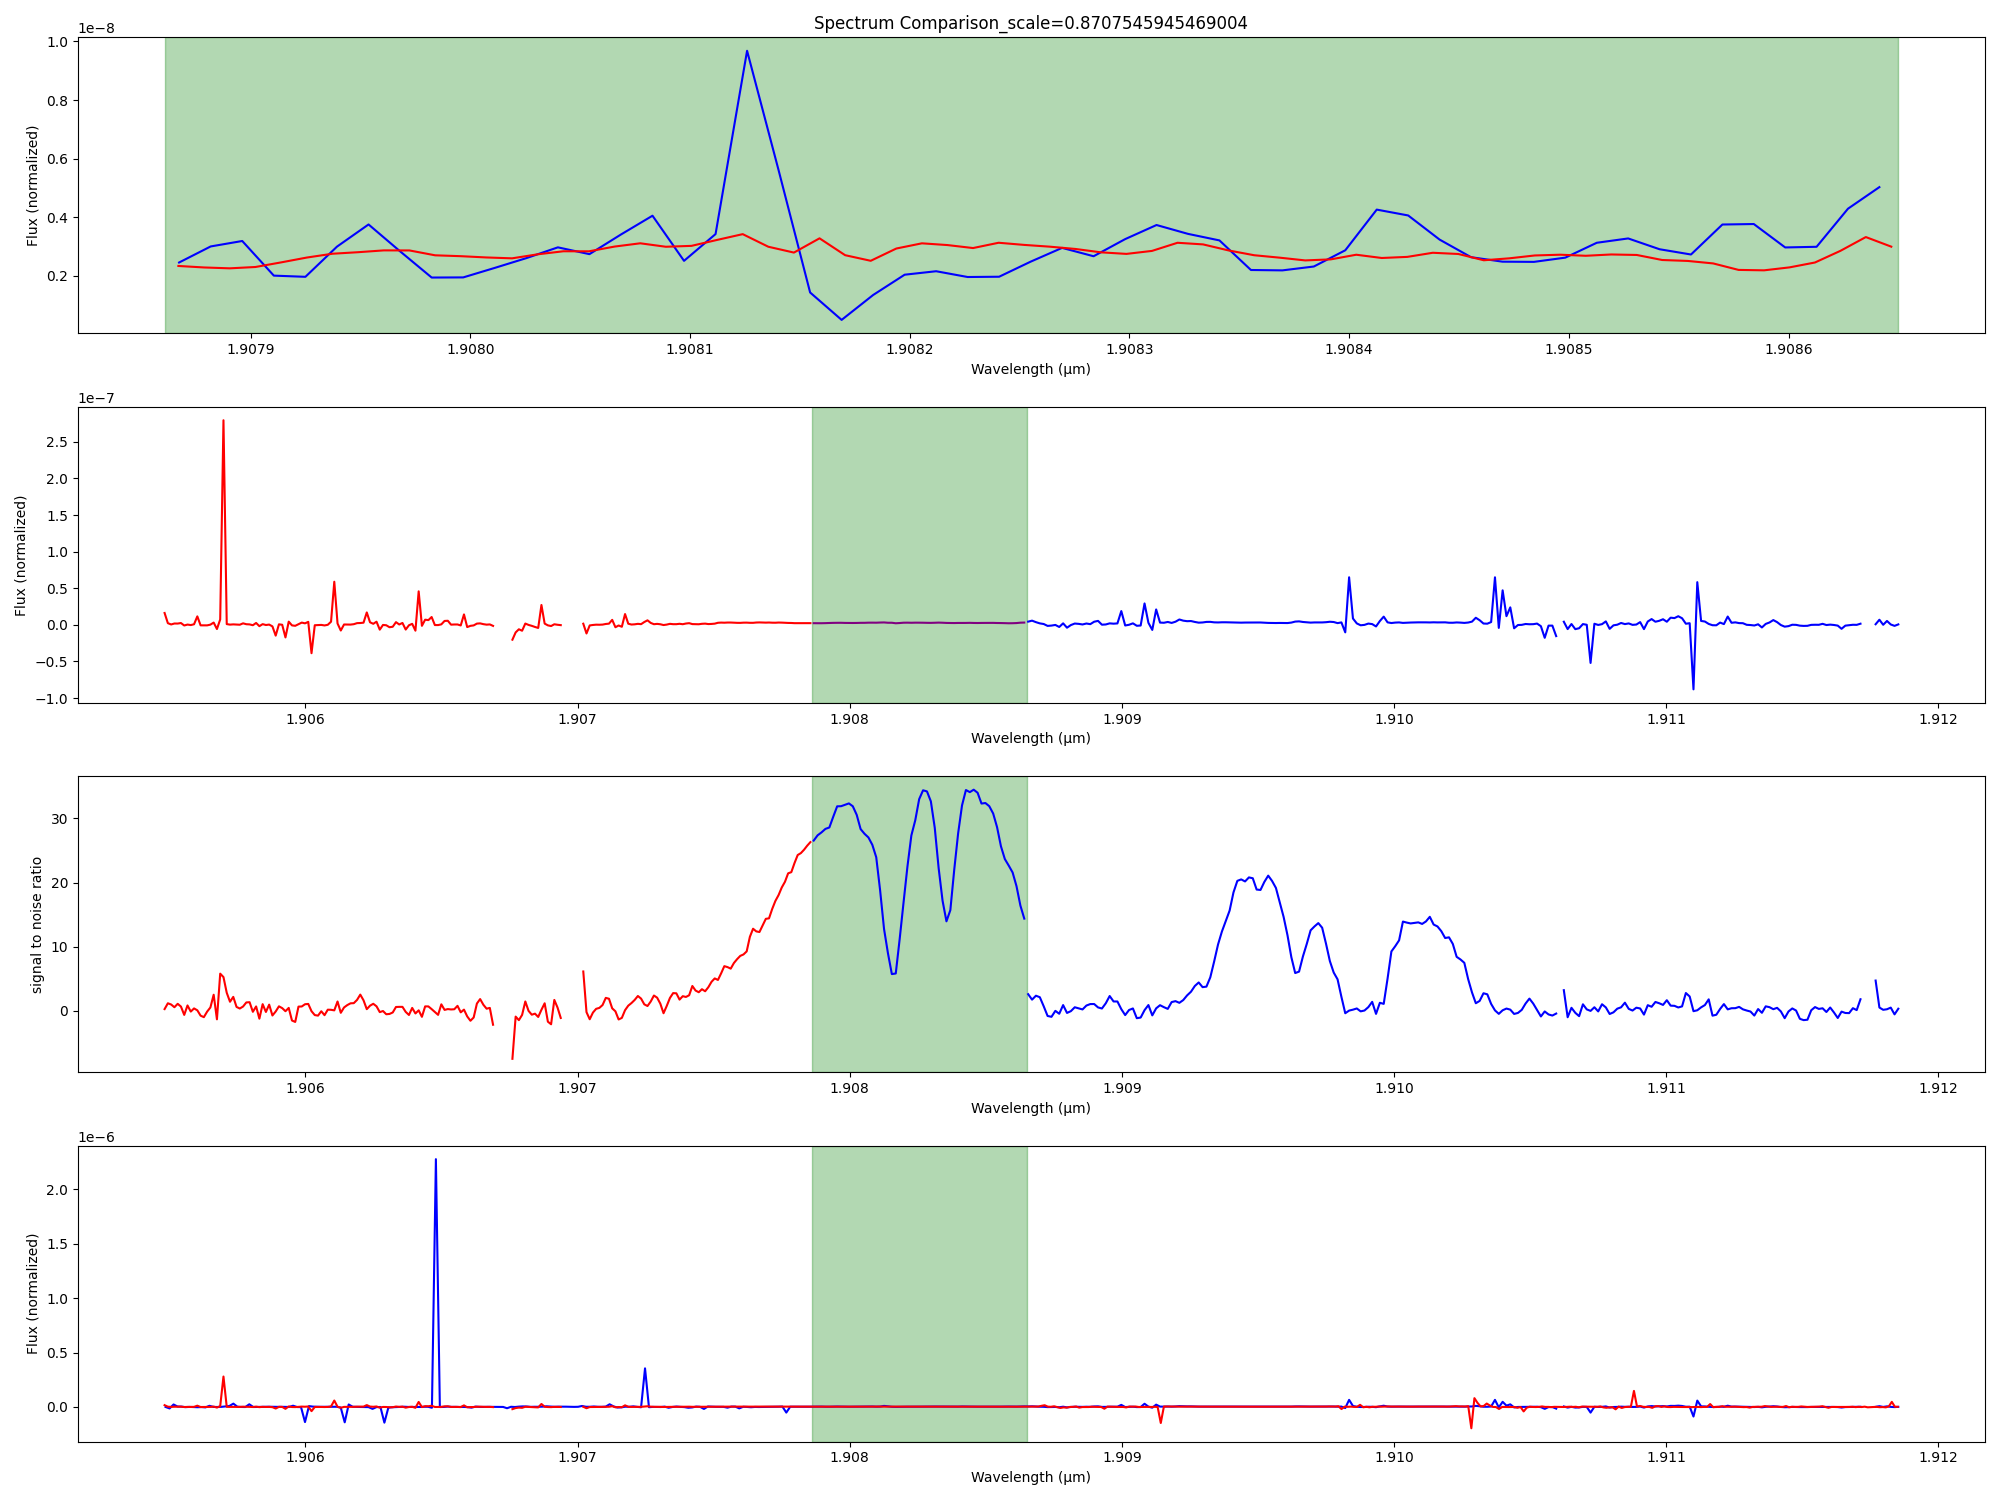 Spectrum Comparison_scale=0.8707545945469004
1e−8
1.0
0.8
0.6
0.4
0.2
Flux (normalized)
1.9079 1.9080 1.9081 1.9082 1.9083 1.9084 1.9085 1.9086
Wavelength (μm)
1e−7
2.5
2.0
1.5
1.0
0.5
0.0
−0.5
−1.0
Flux (normalized)
1.906 1.907 1.908 1.909 1.910 1.911 1.912
Wavelength (μm)
30
20
10
0
signal to noise ratio
1.906 1.907 1.908 1.909 1.910 1.911 1.912
Wavelength (μm)
1e−6
2.0
1.5
1.0
0.5
0.0
Flux (normalized)
1.906 1.907 1.908 1.909 1.910 1.911 1.912
Wavelength (μm)